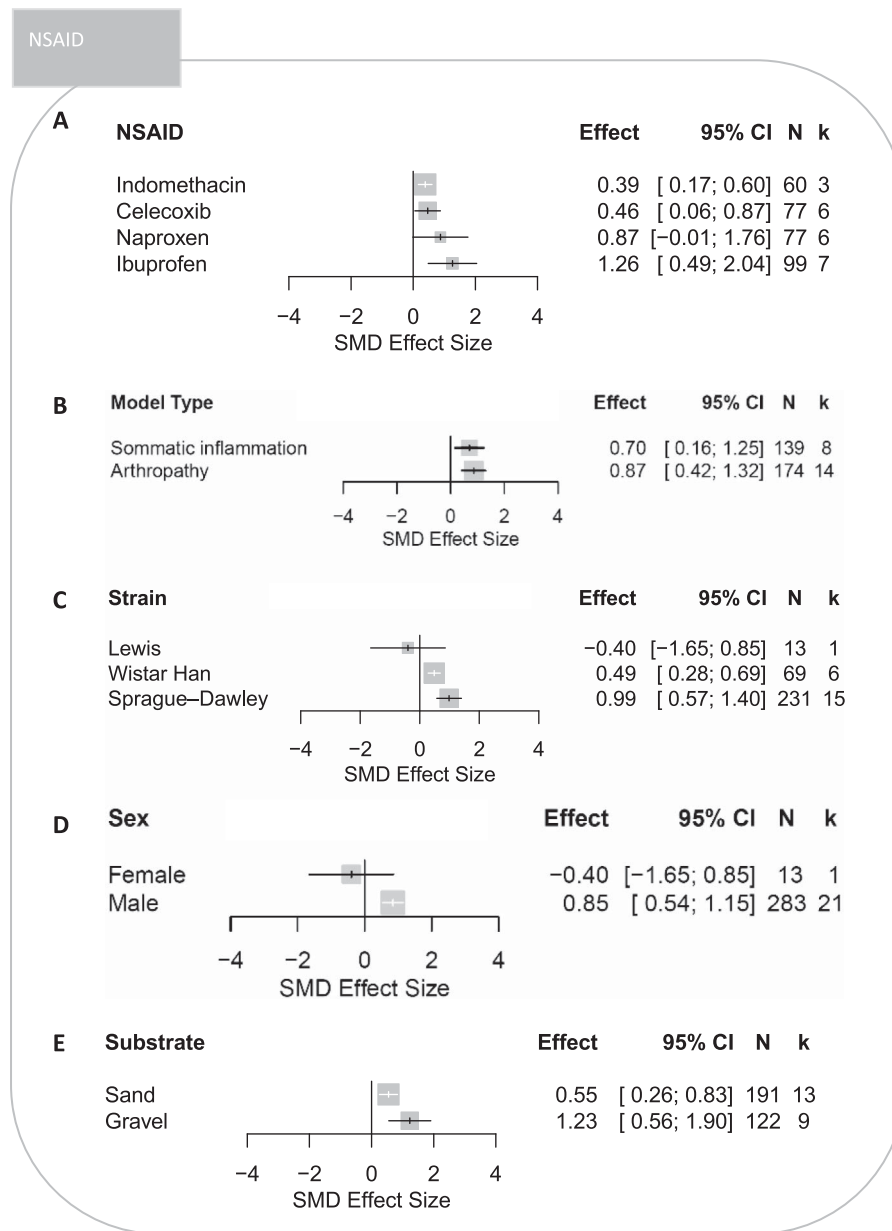 NSAID
A NSAID Effect 95% CI N k
Indomethacin 0.39 [ 0.17; 0.60] 60 3
Celecoxib 0.46 [ 0.06; 0.87] 77 6
Naproxen 0.87 [−0.01; 1.76] 77 6
Ibuprofen 1.26 [ 0.49; 2.04] 99 7
−4 −2 0 2 4
SMD Effect Size
B Model Type Effect 95% CI N k
Sommatic inflammation 0.70 [ 0.16; 1.25] 139 8
Arthropathy 0.87 [ 0.42; 1.32] 174 14
−4 −2 0 2 4
SMD Effect Size
C Strain Effect 95% CI N k
Lewis −0.40 [−1.65; 0.85] 13 1
Wistar Han 0.49 [ 0.28; 0.69] 69 6
Sprague–Dawley 0.99 [ 0.57; 1.40] 231 15
−4 −2 0 2 4
SMD Effect Size
D Sex Effect 95% CI N k
Female −0.40 [−1.65; 0.85] 13 1
Male 0.85 [ 0.54; 1.15] 283 21
−4 −2 0 2 4
SMD Effect Size
E Substrate Effect 95% CI N k
Sand 0.55 [ 0.26; 0.83] 191 13
Gravel 1.23 [ 0.56; 1.90] 122 9
−4 −2 0 2 4
SMD Effect Size